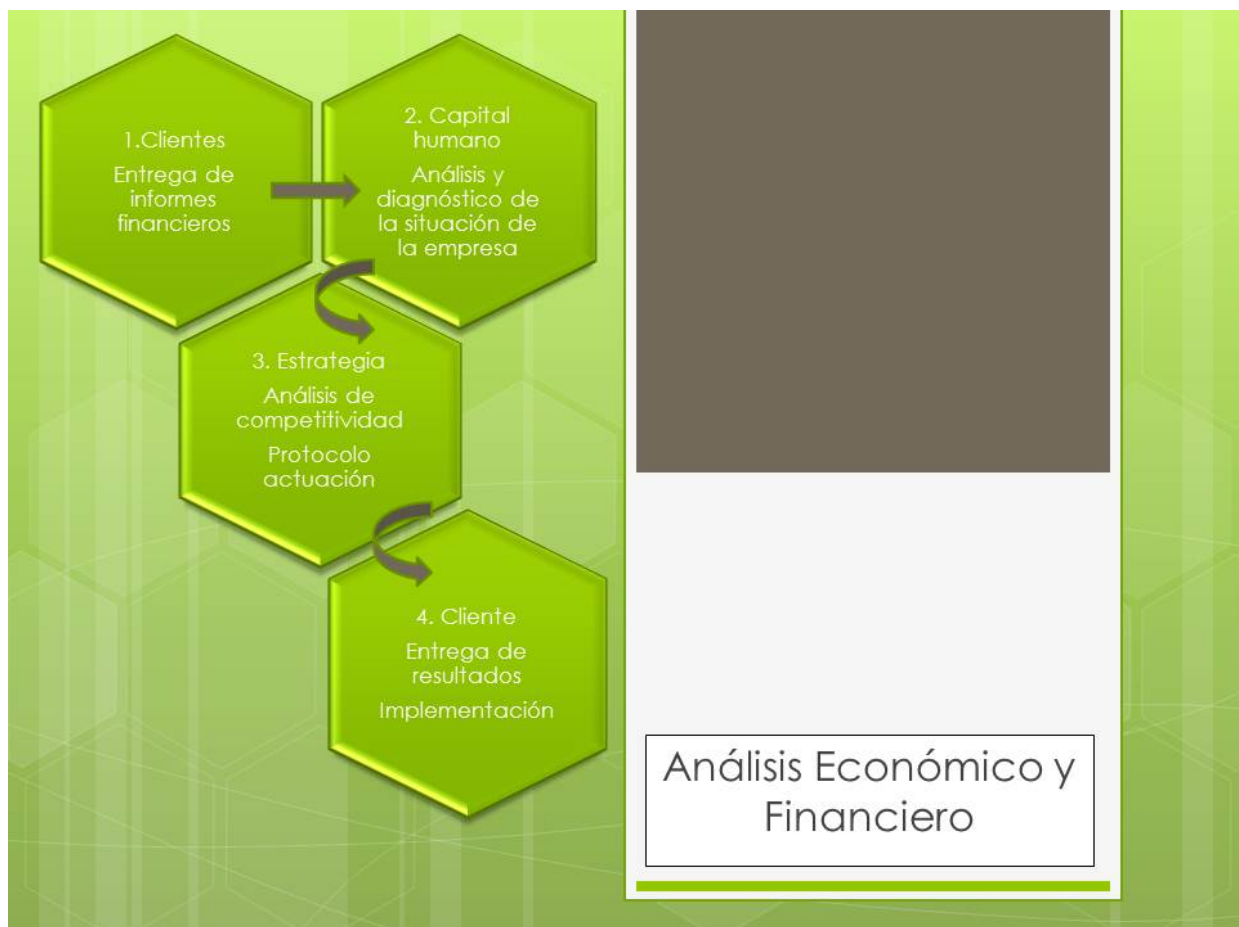 1.Clientes
Entrega de
informes
financieros
2. Capital
humano
Análisis y
diagnóstico de
la situación de
la empresa
3. Estrategia
Análisis de
competitividad
Protocolo
actuación
4. Cliente
Entrega de
resultados
Implementación
Análisis Económico y
Financiero